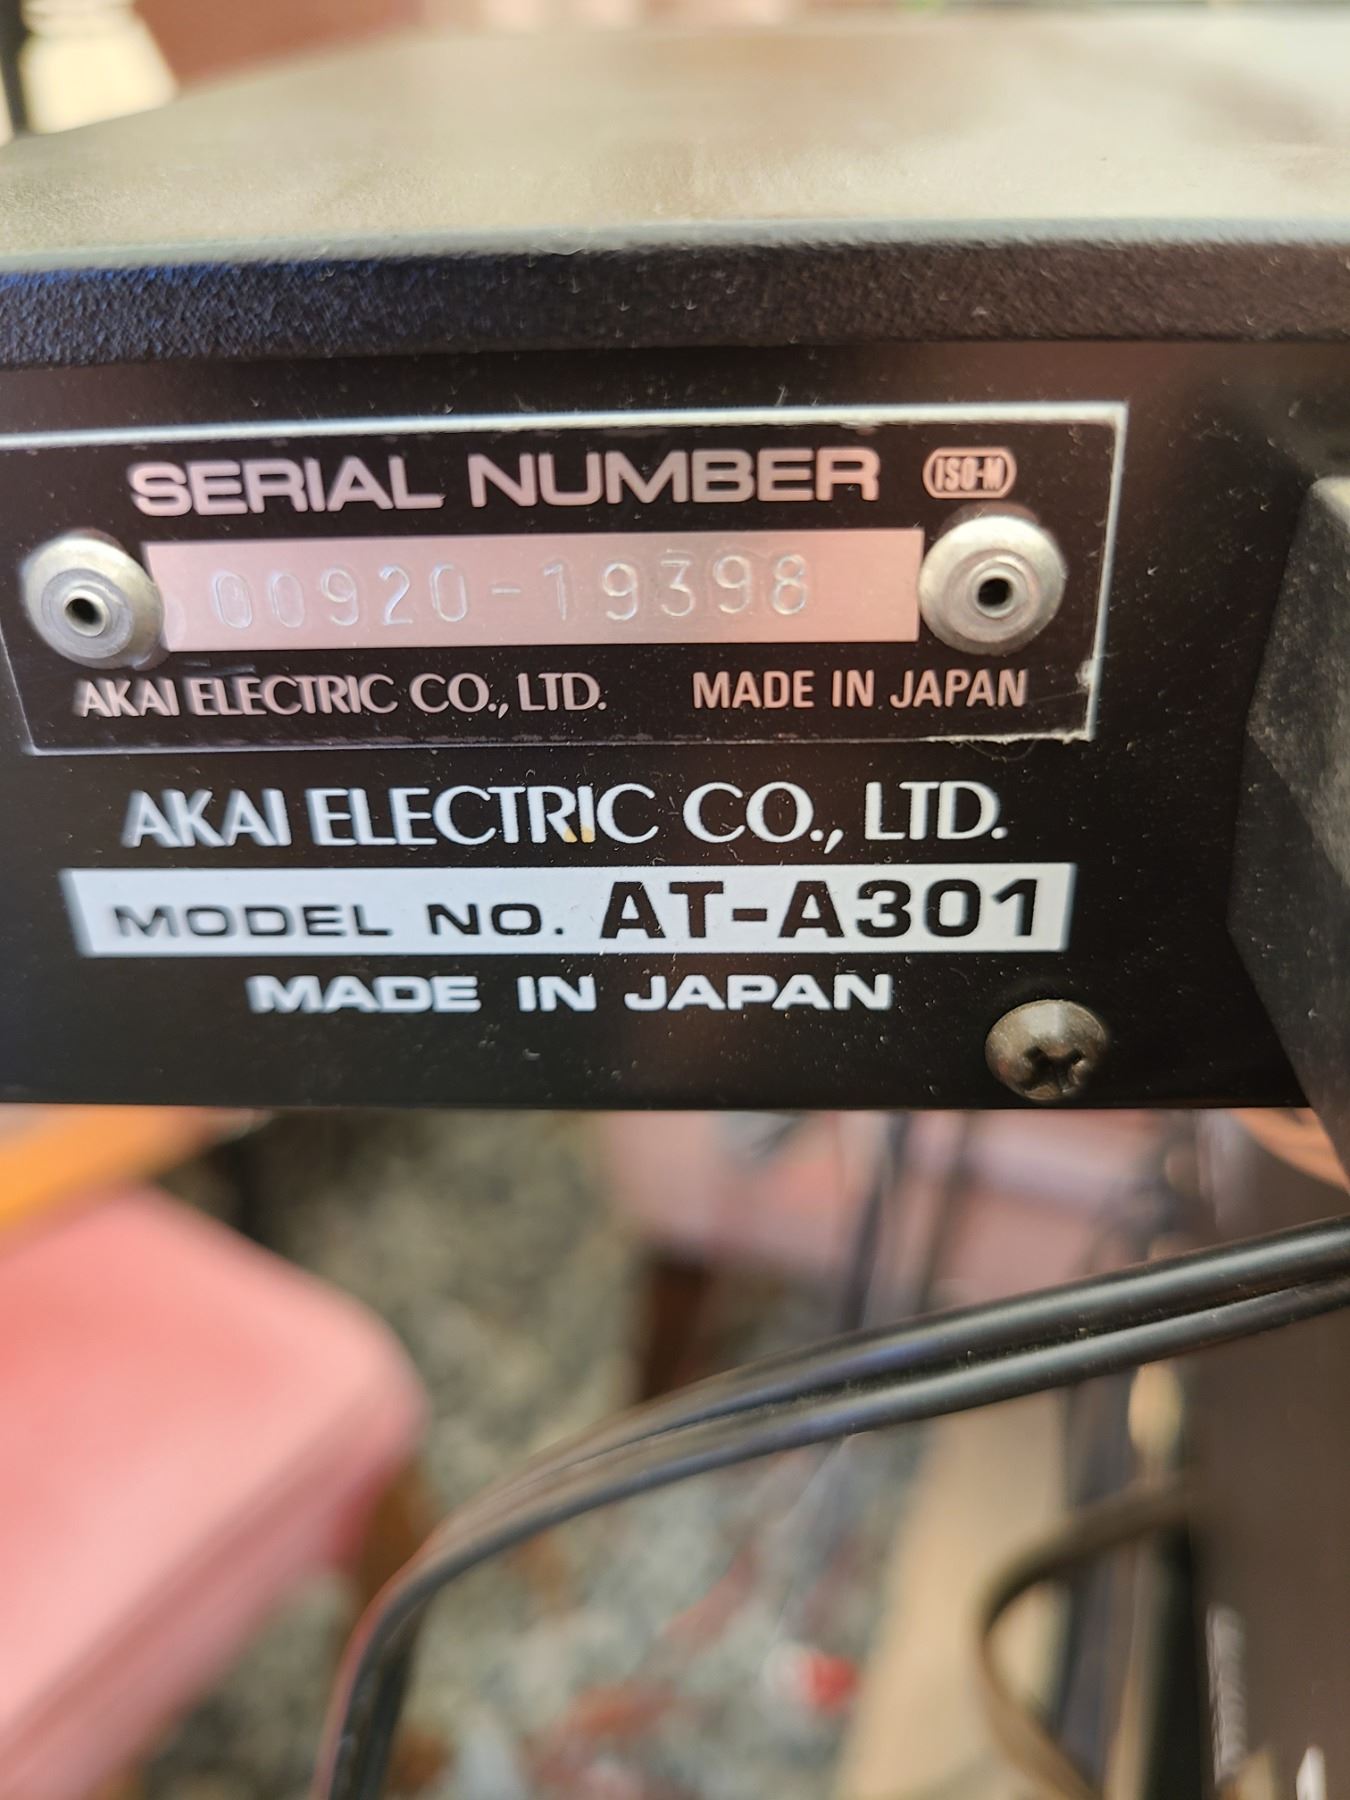 SERIAL NUMBER ISO-M
00920-19398
AKAI ELECTRIC CO., LTD. MADE IN JAPAN
AKAI ELECTRIC CO., LTD.
MODEL NO. AT-A301
MADE IN JAPAN